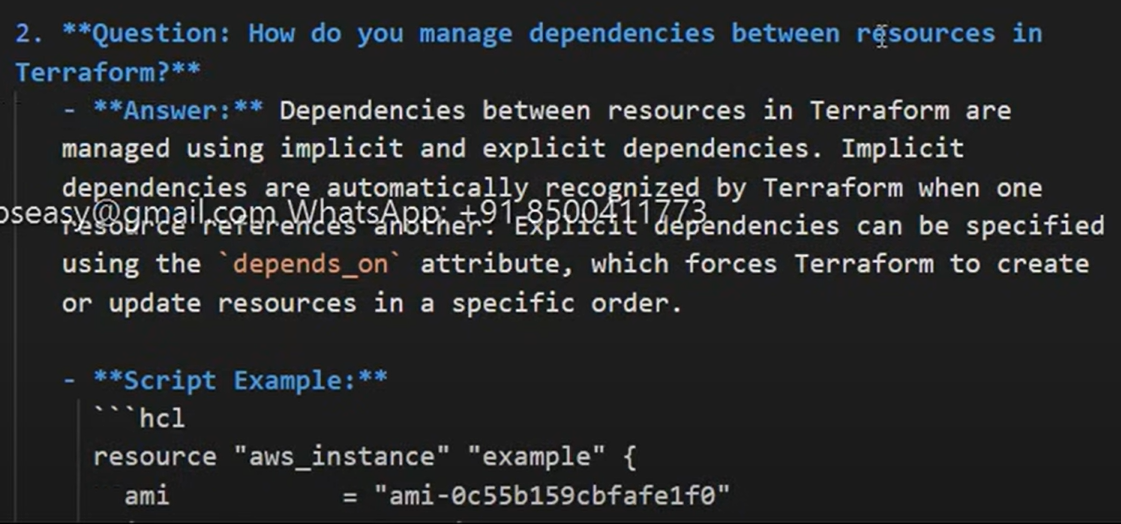 2. **Question: How do you manage dependencies between resources in
Terraform?**
- **Answer:** Dependencies between resources in Terraform are
managed using implicit and explicit dependencies. Implicit
dependencies are automatically recognized by Terraform when one
oseasy@gmail.com WhatsApp: +91 8500411773
resource references another. Explicit dependencies can be specified
using the `depends_on` attribute, which forces Terraform to create
or update resources in a specific order.
- **Script Example:**
```hcl
resource "aws_instance" "example" {
ami = "ami-0c55b159cbfafe1f0"